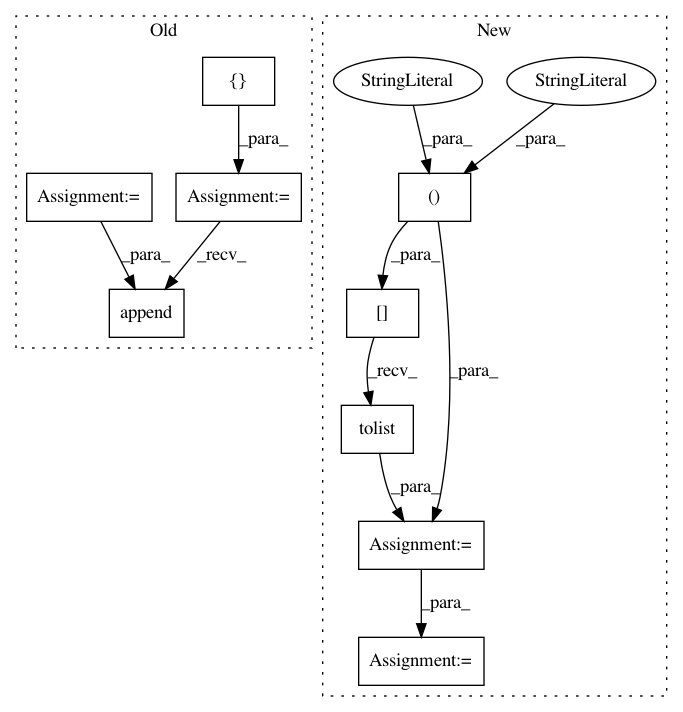 Old
New
{}
StringLiteral
StringLiteral
_para_
_para_
_para_
Assignment:=
Assignment:=
()
_para_
_recv_
_para_
append
[]
_recv_
_para_
tolist
_para_
Assignment:=
_para_
Assignment:=